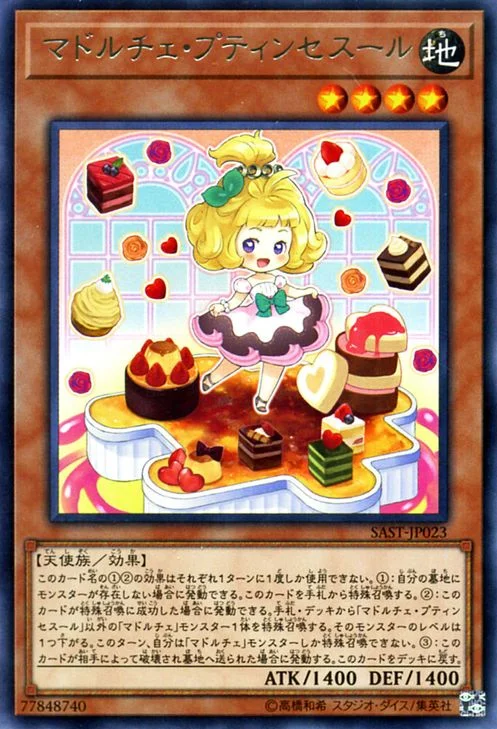 マドルチェ・プティンセスール
地
SAST-JP023
【天使族／効果】
このカード名の①②の効果はそれぞれ1ターンに1度しか使用できない。①：自分の墓地に
モンスターが存在しない場合に発動できる。このカードを手札から特殊召喚する。②：この
カードが特殊召喚に成功した場合に発動できる。手札・デッキから「マドルチェ・プティン
セスール」以外の「マドルチェ」モンスター1体を特殊召喚する。そのモンスターのレベルは
1つ下がる。このターン、自分は「マドルチェ」モンスターしか特殊召喚できない。③：この
カードが相手によって破壊され墓地へ送られた場合に発動する。このカードをデッキに戻す。
ATK/1400 DEF/1400
77848740
©高橋和希 スタジオ・ダイス/集英社